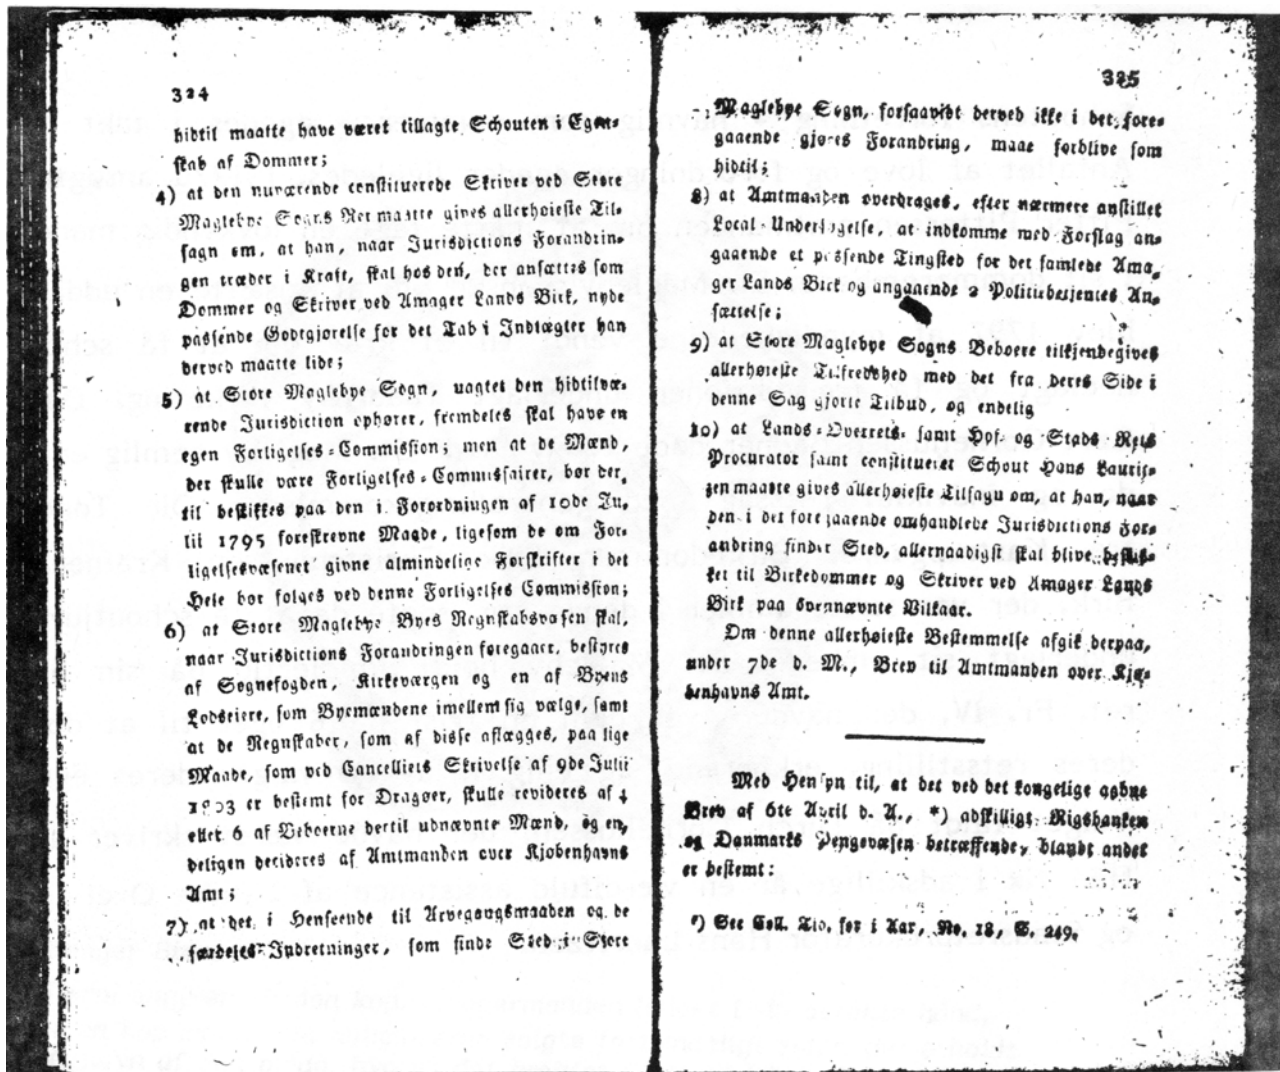 324
hidtil maatte have været tillagte Schouten i Egen-
skab af Dommer;
4) at den nuværende constituerede Skriver ved Store
Maglebye Sogns Ret maatte gives allerhøieste Til-
sagn om, at han, naar Jurisdictions Forandrin-
gen træder i Kraft, skal hos den, der ansættes som
Dommer og Skriver ved Amager Lands Birk, nyde
passende Godtgjørelse for det Tab i Indtægter han
derved maatte lide;
5) at Store Maglebye Sogn, uagtet den hidtilvæ-
rende Jurisdiction ophører, fremdeles skal have en
egen Forligelses-Commission; men at de Mænd,
der skulle være Forligelses-Commissairer, bør der-
til beskikkes paa den i Forordningen af 10de Ju-
lii 1795 foreskrevne Maade, ligesom de om For-
ligelsesvæsenet givne almindelige Forskrifter i det
Hele bør følges ved denne Forligelses Commission;
6) at Store Maglebye Byes Regnskabsvæsen skal,
naar Jurisdictions Forandringen foregaaer, bestyres
af Sognefogden, Kirkeværgen og en af Byens
Lodseiere, som Byemændene imellem sig vælge, samt
at de Regnskaber, som af disse aflægges, paa lige
Maade, som ved Cancelliets Skrivelse af 9de Julii
1803 er bestemt for Dragøer, skulle revideres af 4
eller 6 af Beboerne dertil udnævnte Mænd, og en-
deligen decideres af Amtmanden over Kjøbenhavns
Amt;
7) at det, i Henseende til Arvegangsmaaden og de
særdeles Indretninger, som finde Sted i Store
325
Maglebye Sogn, forsaavidt derved ikke i det fore-
gaaende gjøres Forandring, maae forblive som
hidtil;
8) at Amtmanden overdrages, efter nærmere anstillet
Local-Undersøgelse, at indkomme med Forslag an-
gaaende et passende Tingsted for det samlede Ama-
ger Lands Birk og angaaende 2 Politiebetjentes An-
sættelse;
9) at Store Maglebye Sogns Beboere tilkjendegives
allerhøieste Tilfredshed med det fra deres Side i
denne Sag gjorte Tilbud, og endelig
10) at Lands-Overrets- samt Hof- og Stads Rets
Procurator samt constitueret Schout Hans Laurit-
zen maatte gives allerhøieste Tilsagn om, at han, naar
den i det foregaaende omhandlede Jurisdictions For-
andring finder Sted, allernaadigst skal blive beskik-
ket til Birkedommer og Skriver ved Amager Lands
Birk paa ovennævnte Vilkaar.
Om denne allerhøieste Bestemmelse afgik derpaa,
under 7de d. M., Brev til Amtmanden over Kjø-
benhavns Amt.
Med Hensyn til, at det ved det kongelige aabne
Brev af 6te April d. A., *) adskilligt Rigsbanken
og Danmarks Pengevæsen betræffende, blandt andet
er bestemt:
*) See Coll. Tid. for i Aar, No. 18, S. 249.